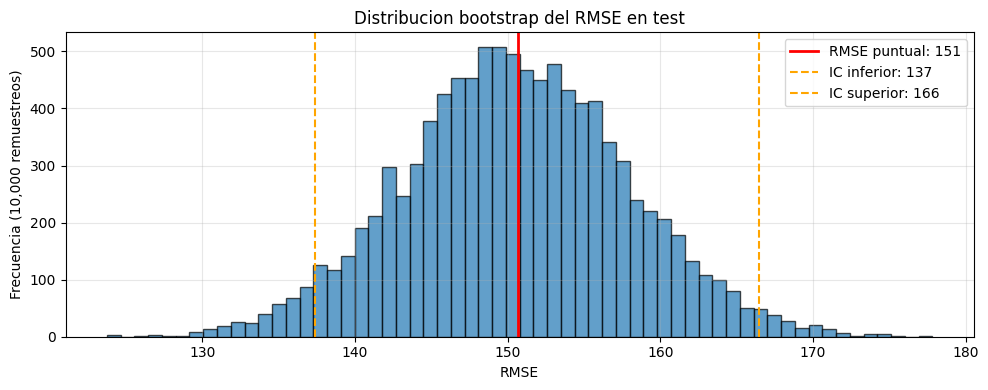 Distribucion bootstrap del RMSE en test
Frecuencia (10,000 remuestreos)
500
400
300
200
100
0
RMSE puntual: 151
IC inferior: 137
IC superior: 166
130 140 150 160 170 180
RMSE